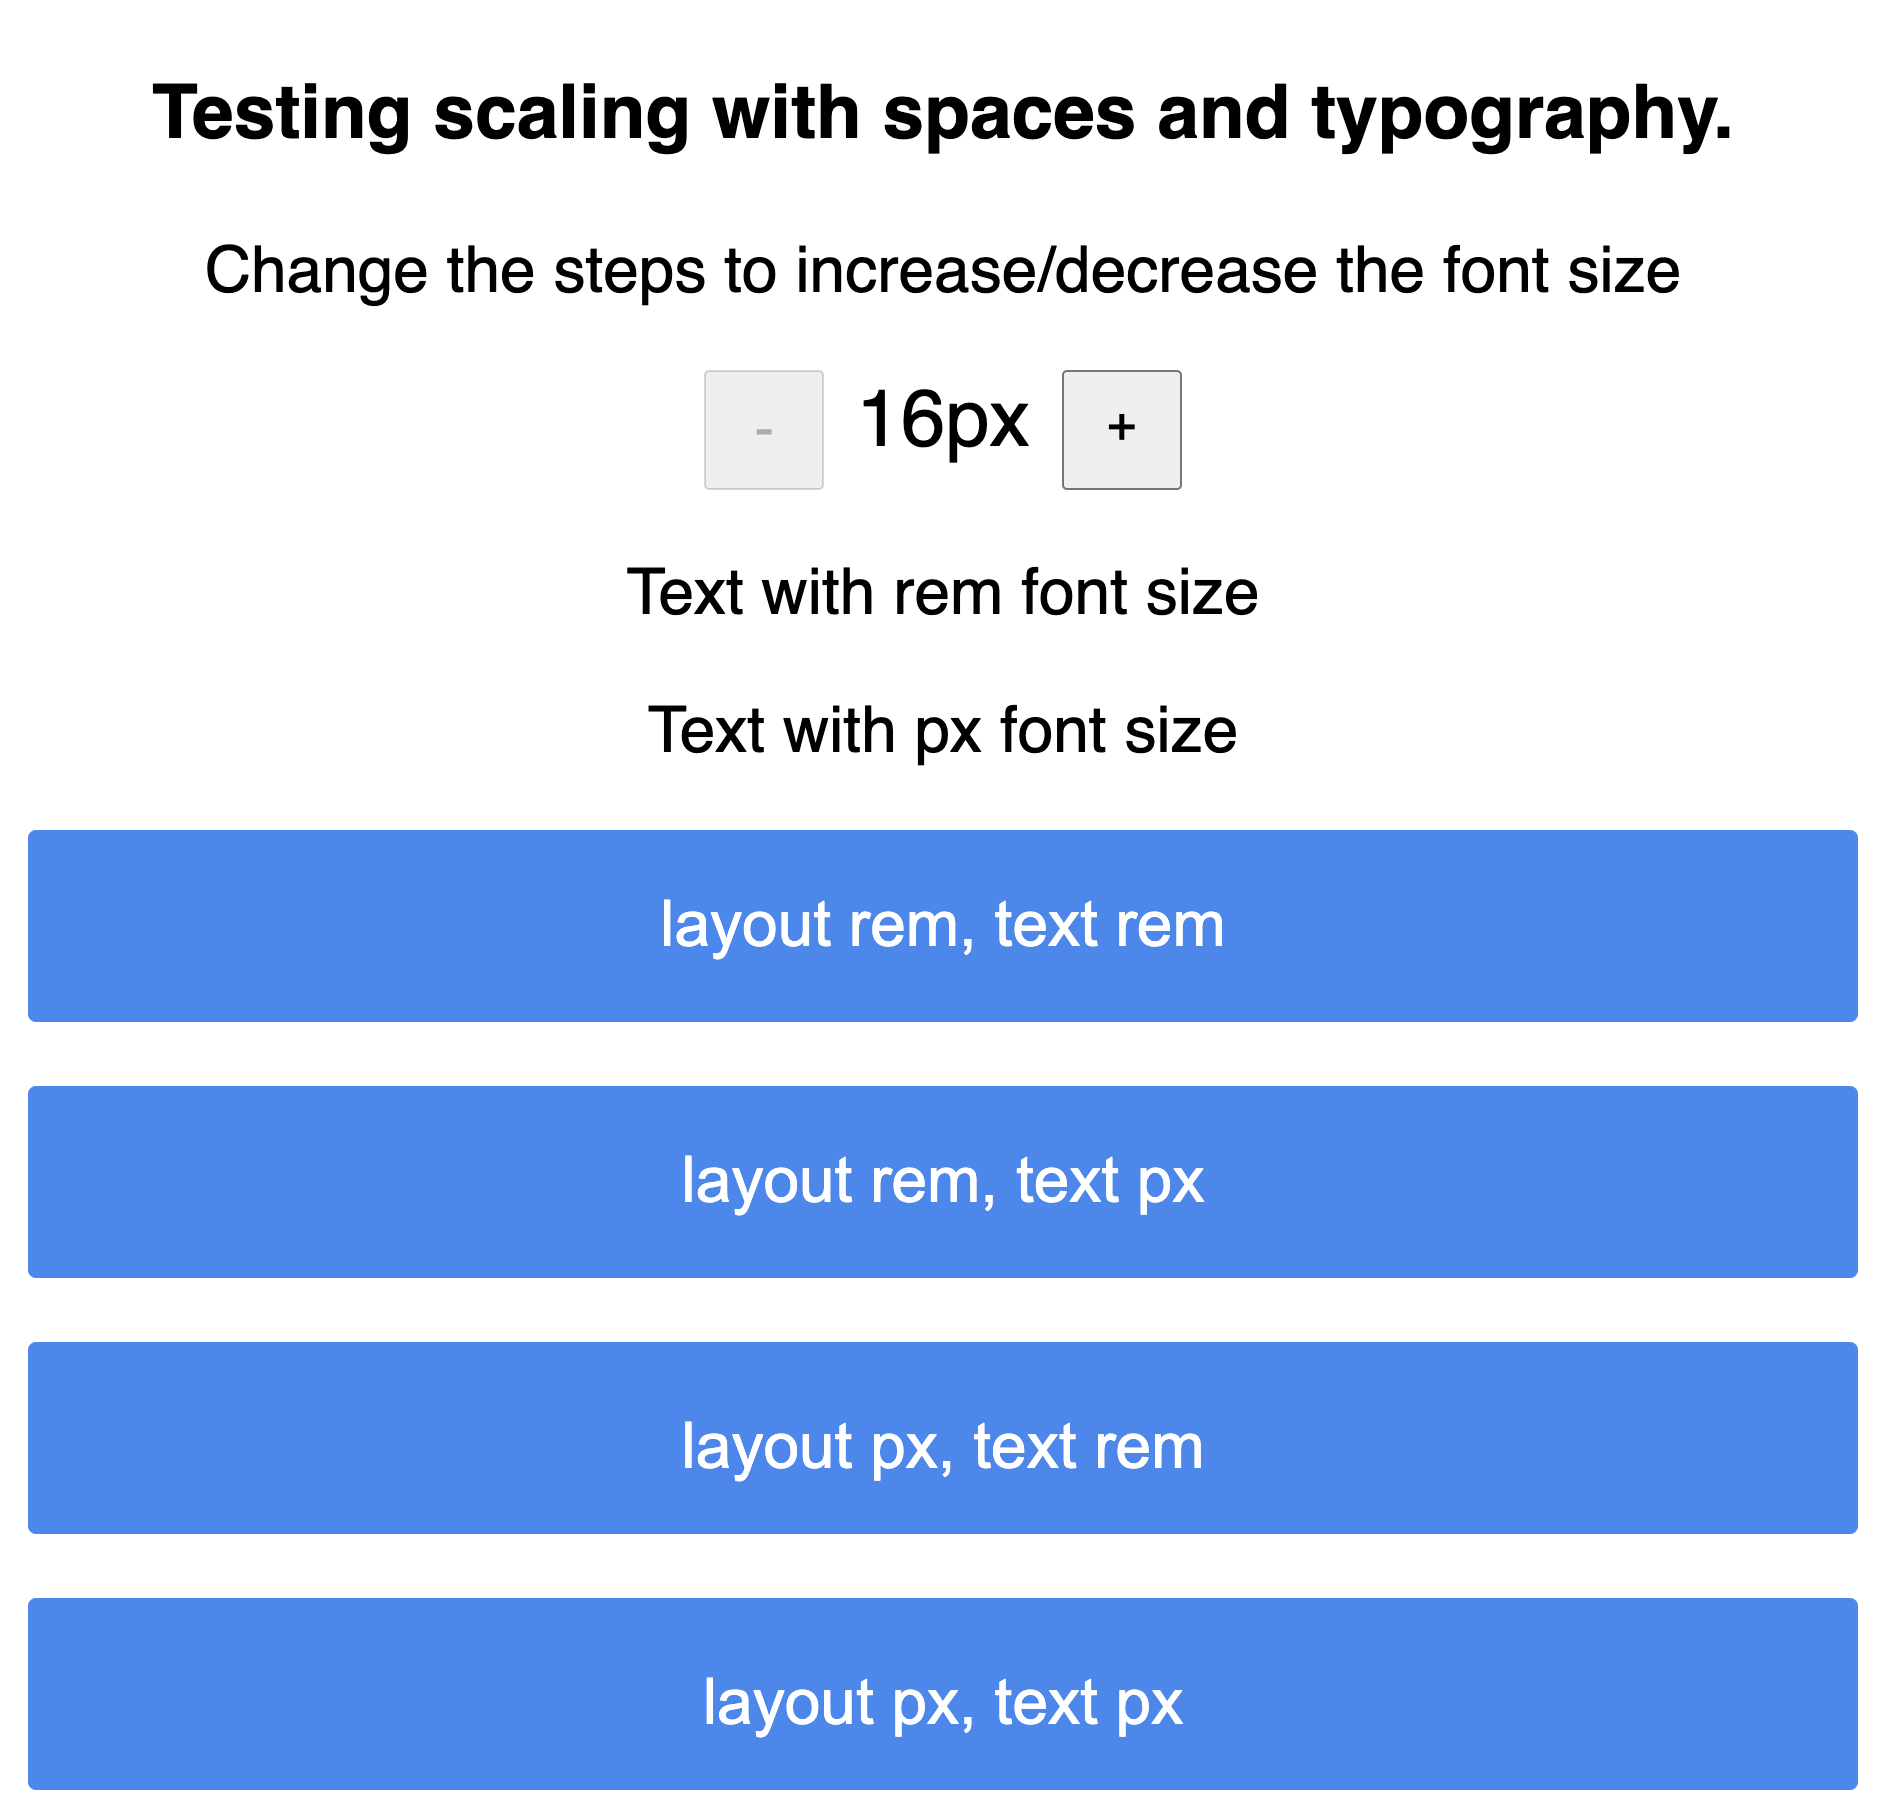 Testing scaling with spaces and typography.
Change the steps to increase/decrease the font size
- 16px +
Text with rem font size
Text with px font size
layout rem, text rem
layout rem, text px
layout px, text rem
layout px, text px